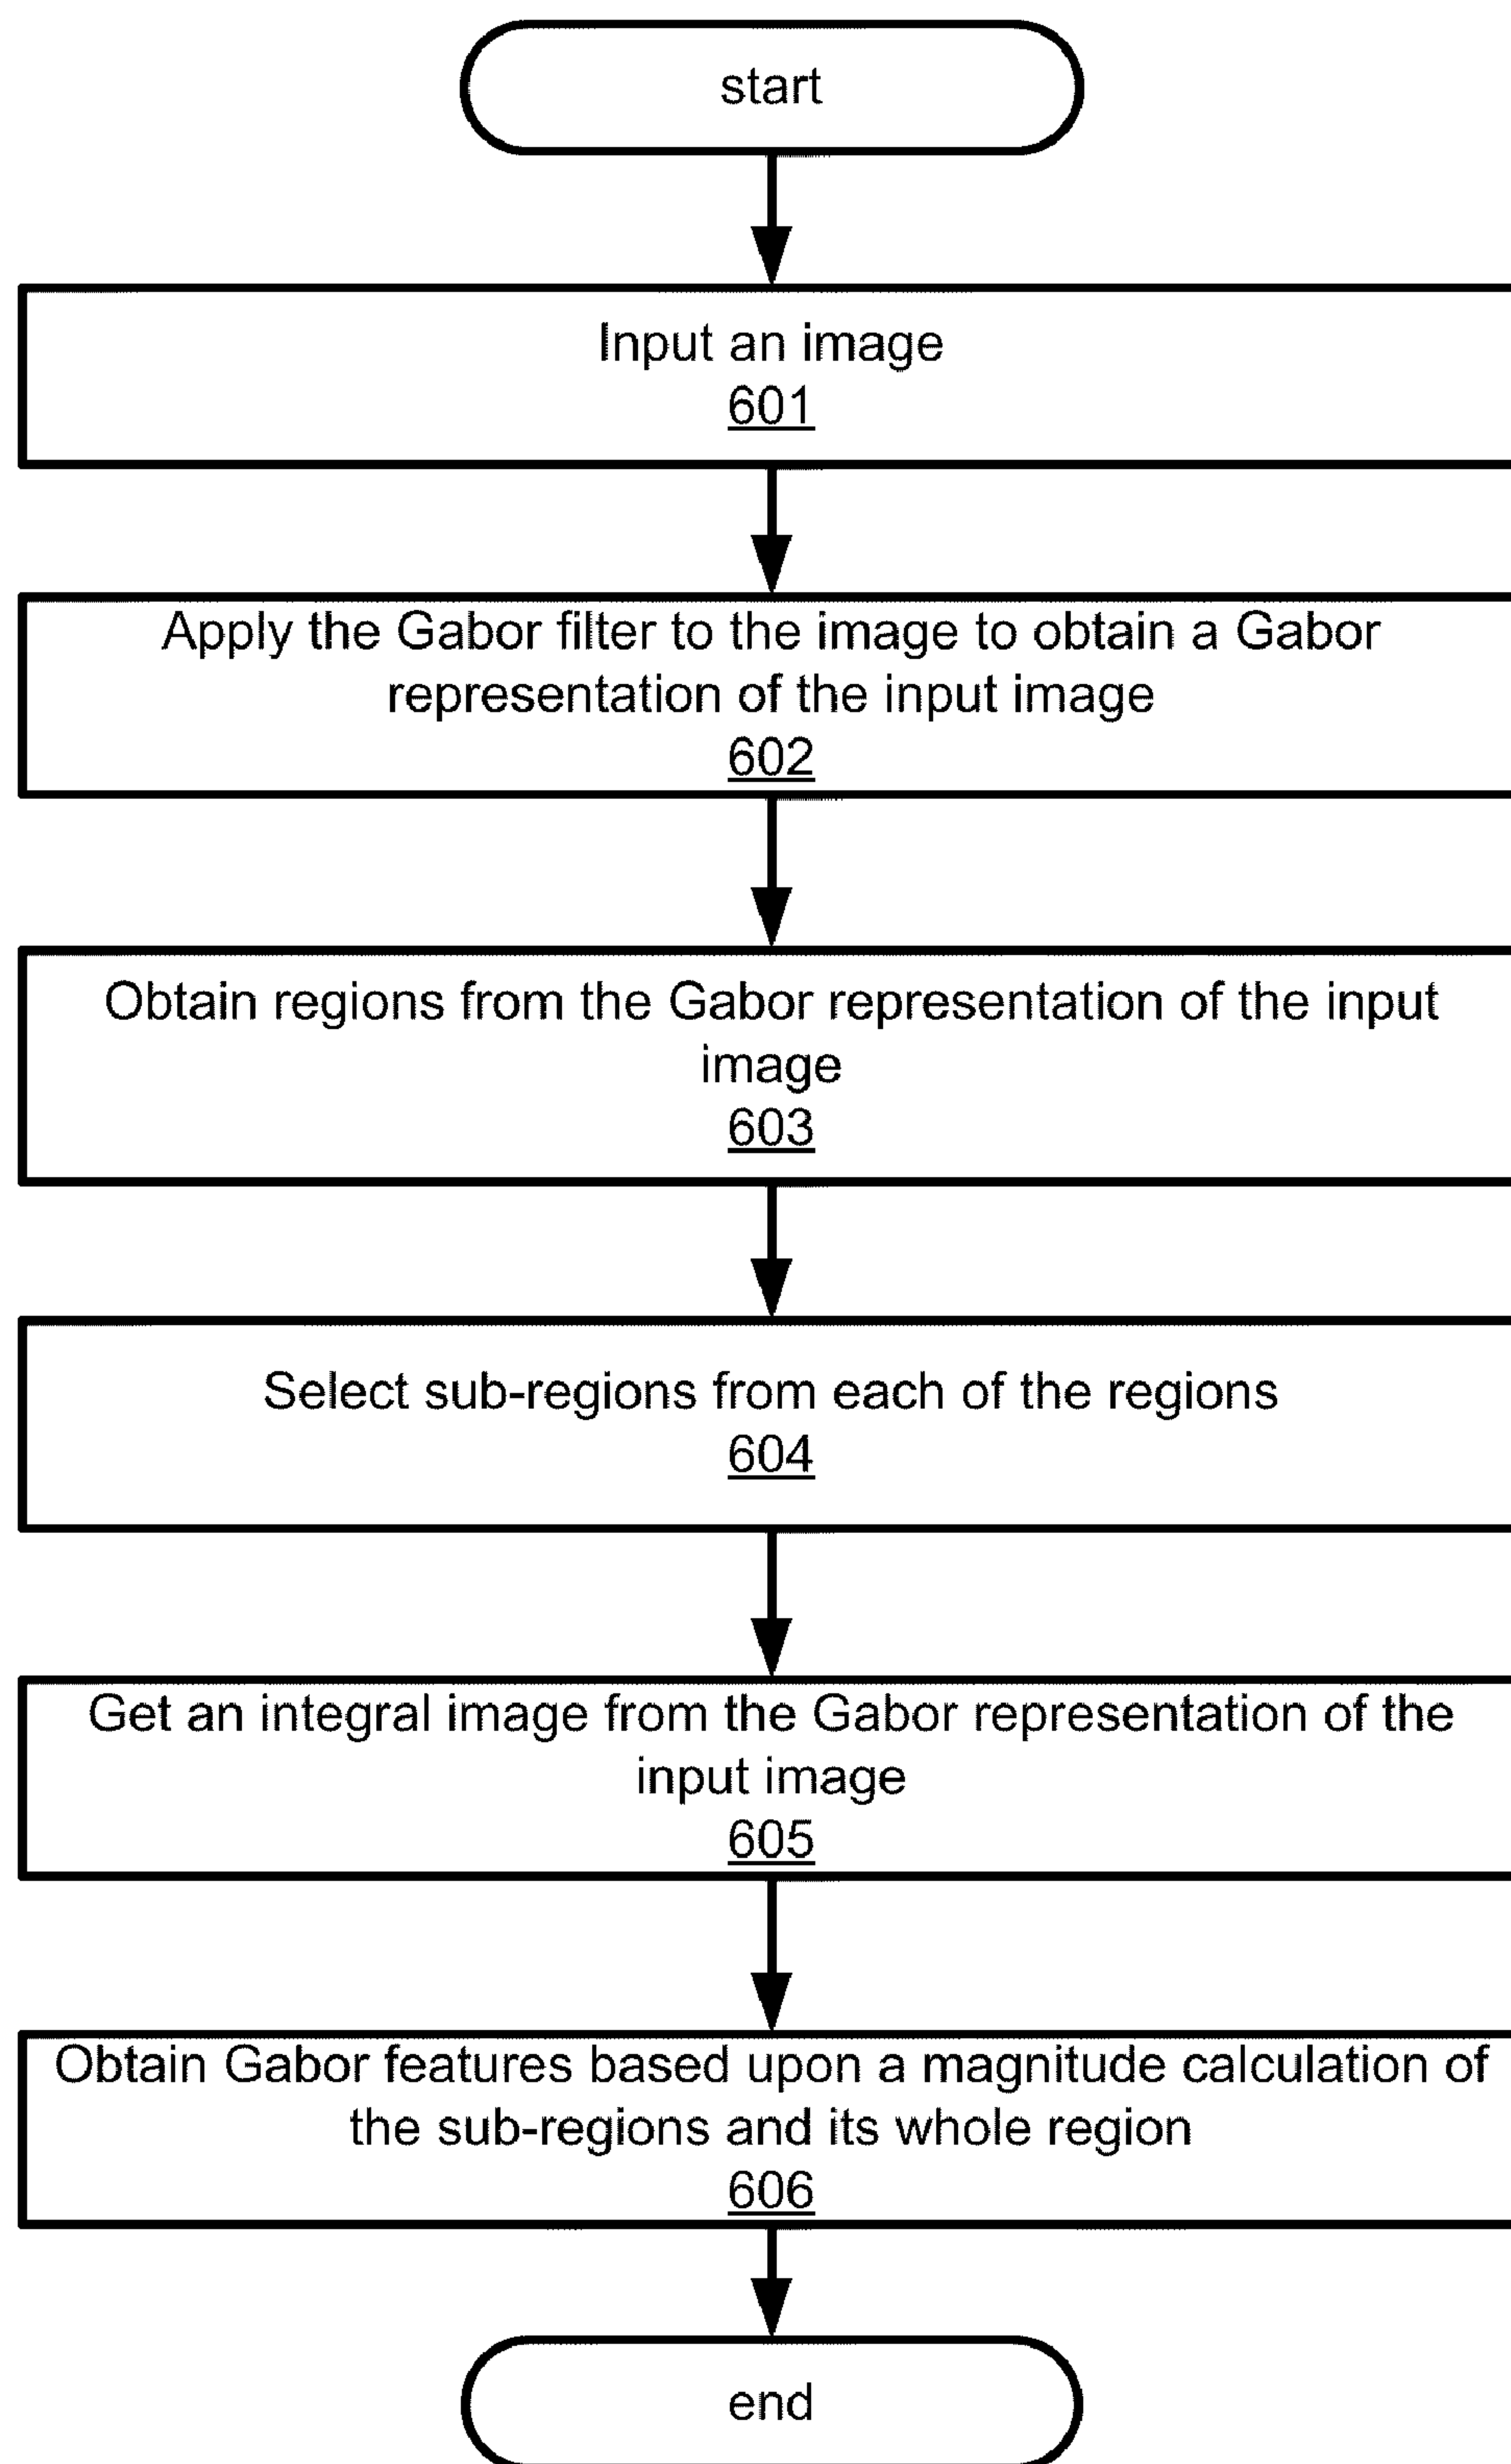 start
Input an image
601
Apply the Gabor filter to the image to obtain a Gabor
representation of the input image
602
Obtain regions from the Gabor representation of the input
image
603
Select sub-regions from each of the regions
604
Get an integral image from the Gabor representation of the
input image
605
Obtain Gabor features based upon a magnitude calculation of
the sub-regions and its whole region
606
end